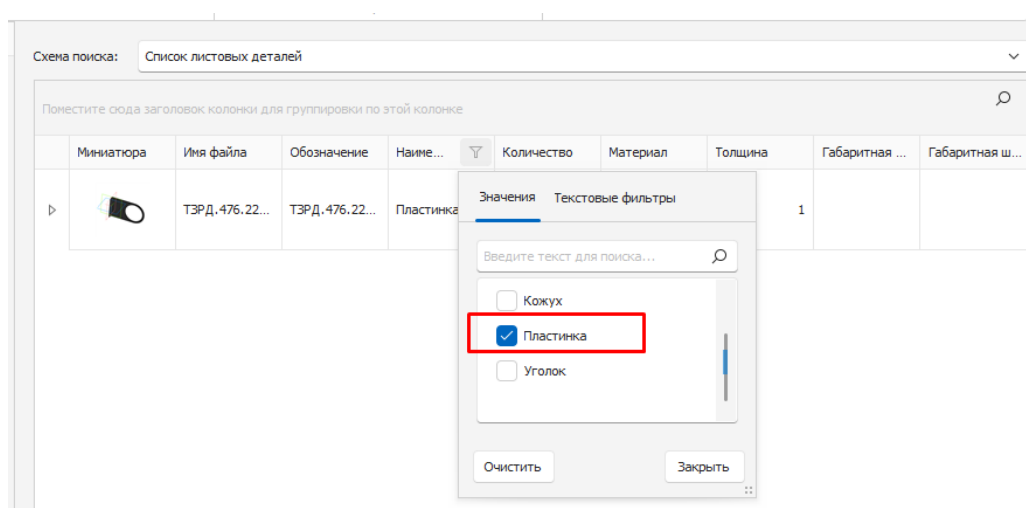 Схема поиска: Список листовых деталей
Поместите сюда заголовок колонки для группировки по этой колонке
Миниатюра Имя файла Обозначение Наиме... Количество Материал Толщина Габаритная ... Габаритная ш...
ТЗРД.476.22... ТЗРД.476.22... Пластинка 1
Значения Текстовые фильтры
Введите текст для поиска...
Кожух
Пластинка
Уголок
Очистить Закрыть